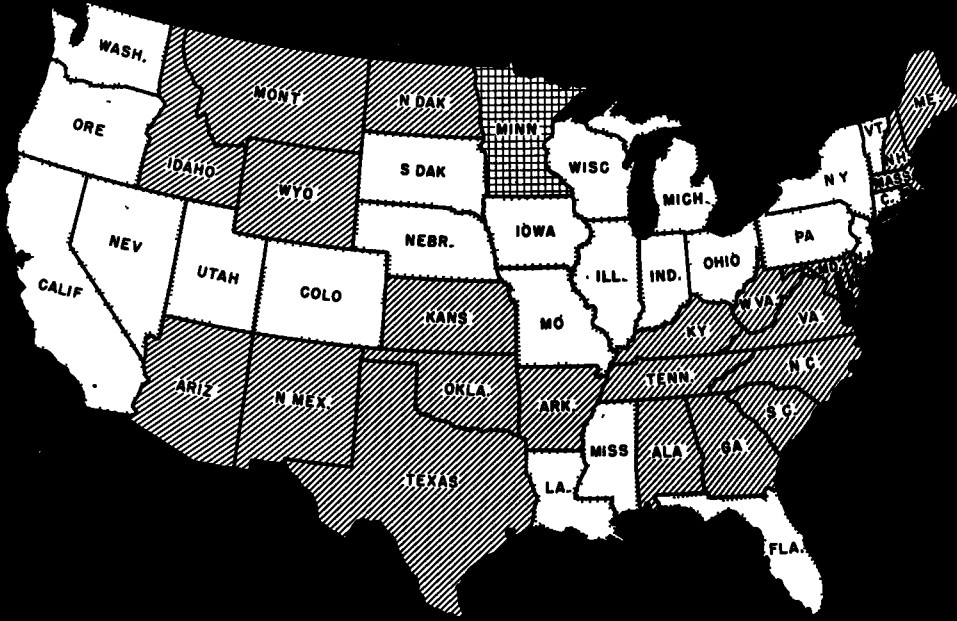 WASH.
ORE
CALIF
NEV
IDAHO
MONT
WYO
UTAH
COLO
ARIZ
N MEX.
N DAK
S DAK
NEBR.
KANS
OKLA.
TEXAS
MINN
IOWA
MO
ARK.
LA.
WISC
ILL.
IND.
MICH.
OHIO
KY
TENN.
MISS
ALA
GA.
FLA.
S C.
N C.
VA.
W VA.
PA
N Y
VT.
NH
ME
MASS
C.